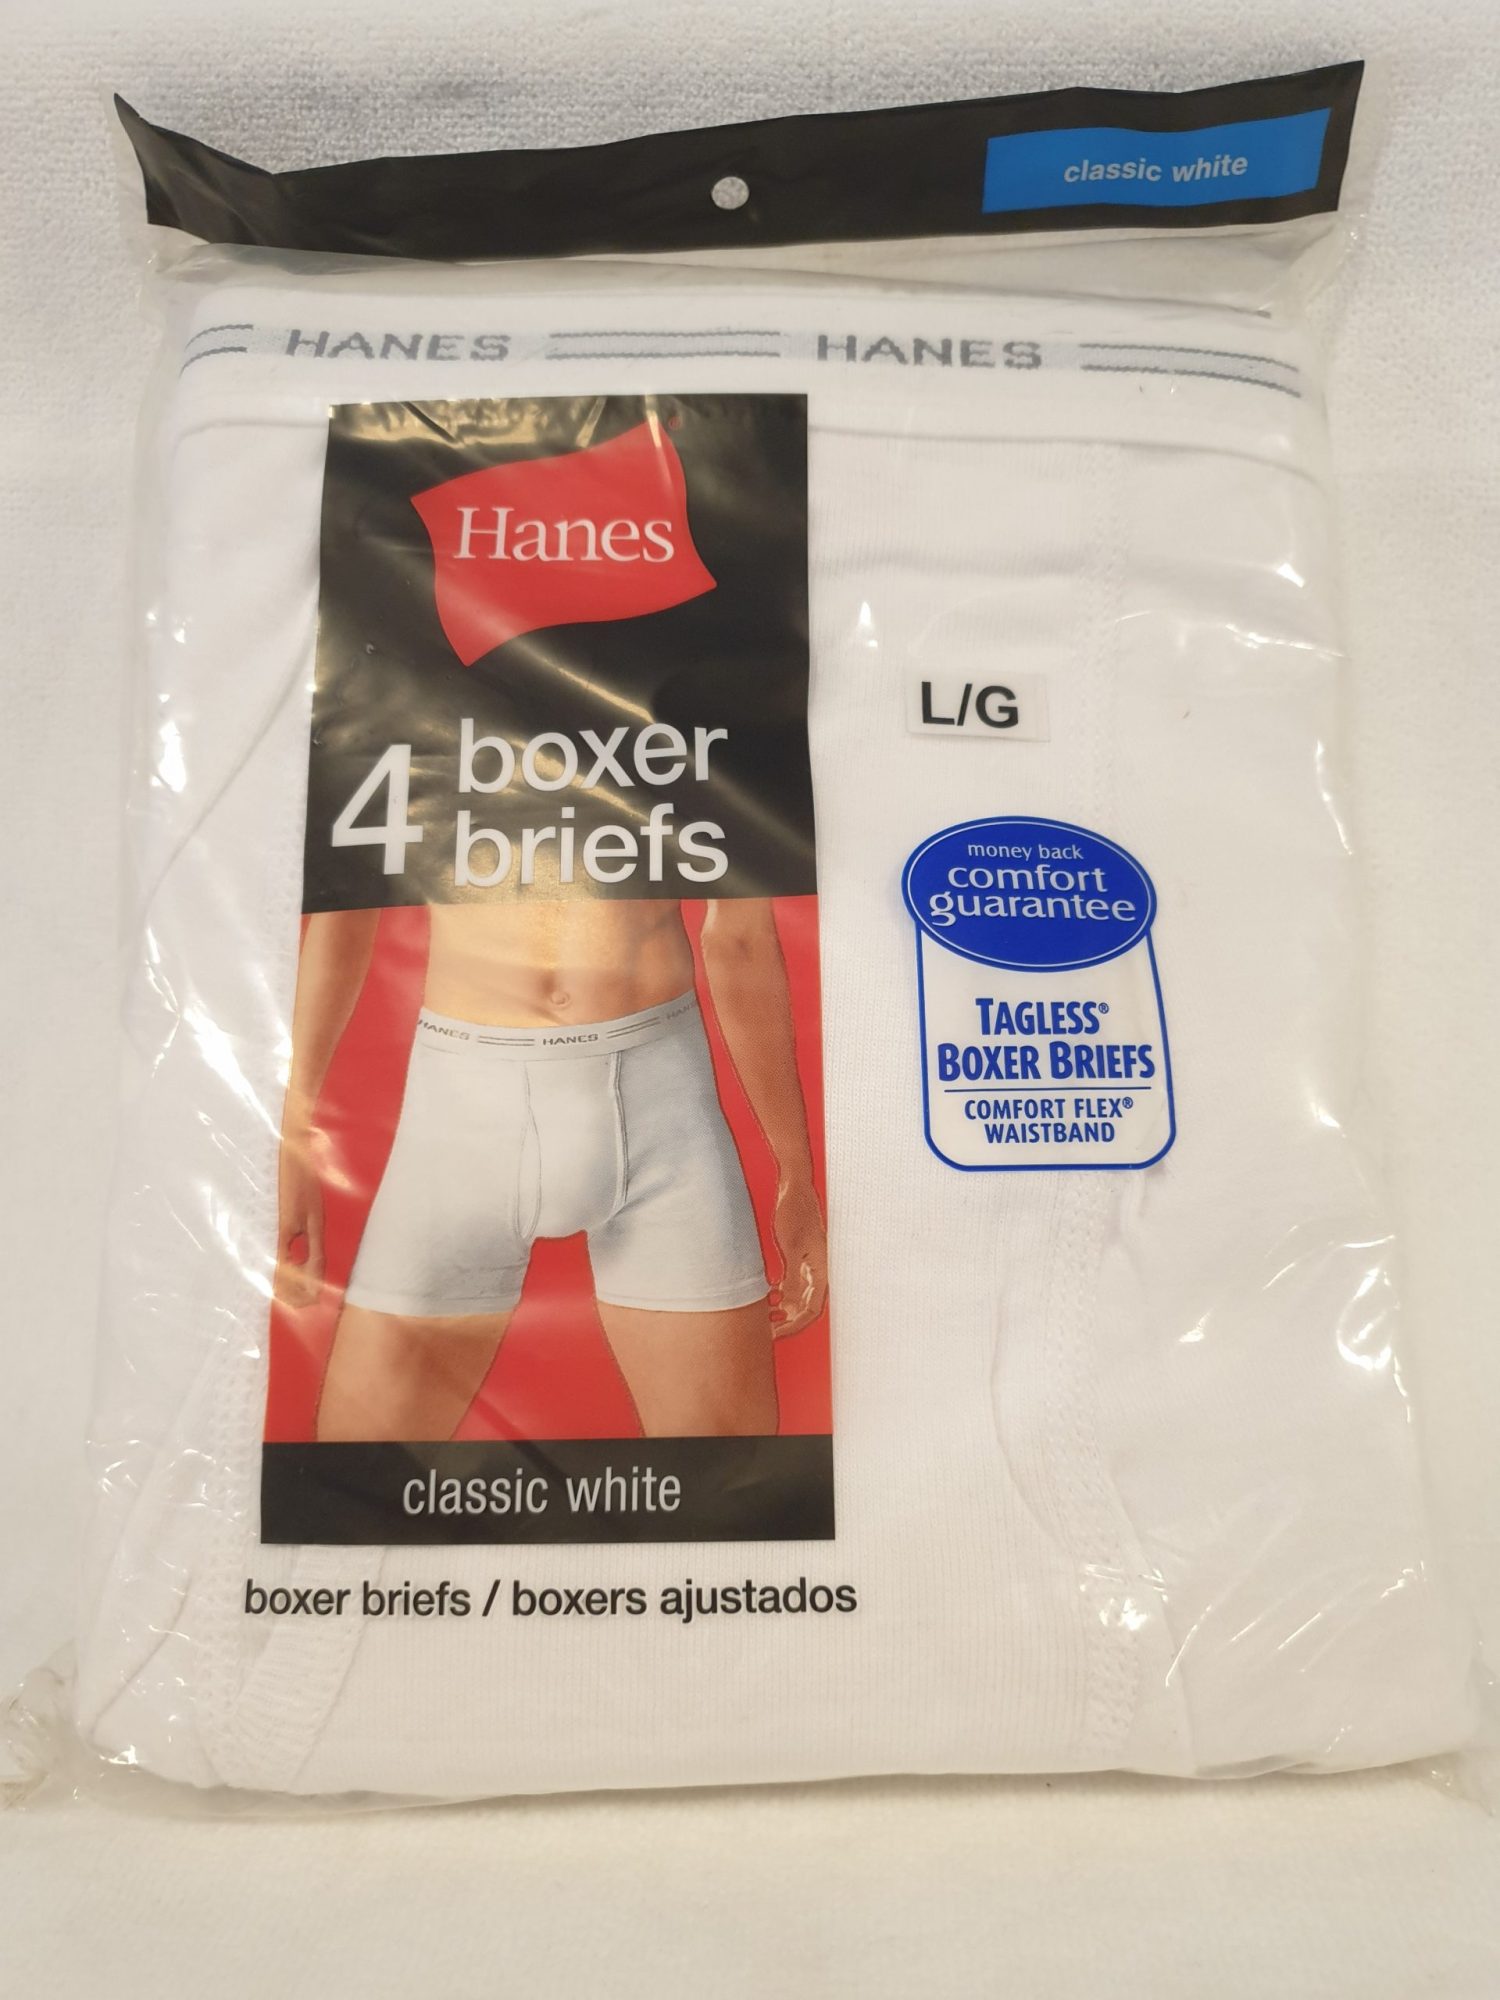 classic white
HANES HANES
Hanes
4 boxer
briefs
L/G
money back
comfort
guarantee
TAGLESS®
BOXER BRIEFS
COMFORT FLEX®
WAISTBAND
HANES HANES HANES
classic white
boxer briefs / boxers ajustados